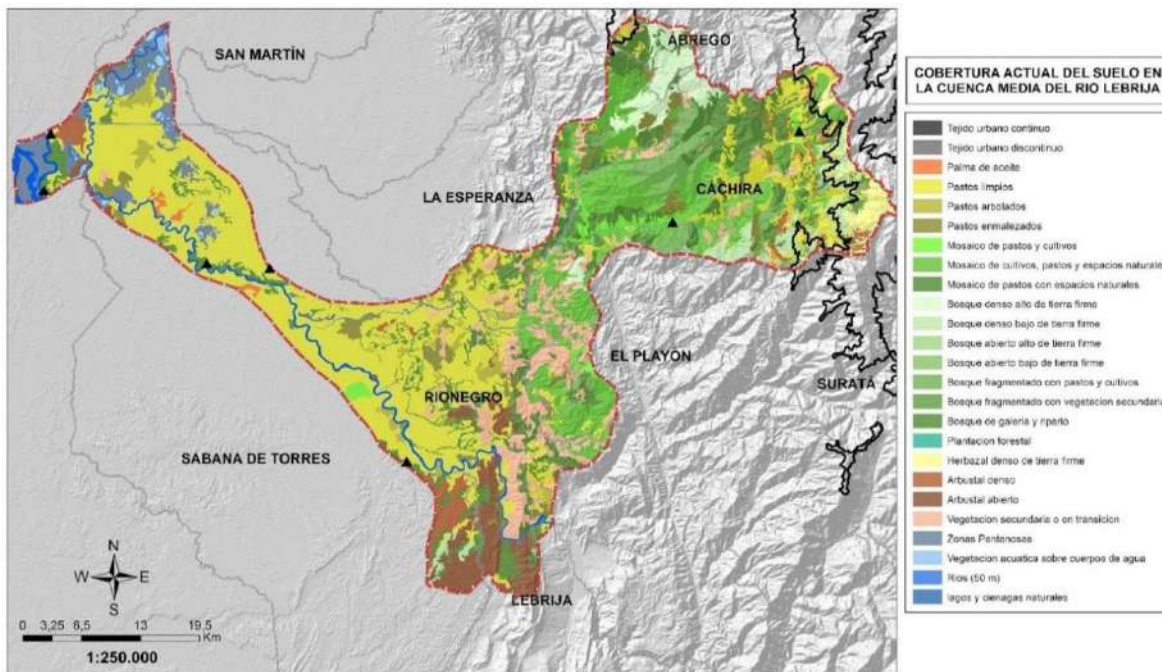 SAN MARTÍN
ÁBREGO
LA ESPERANZA
CÁCHIRA
EL PLAYÓN
SURATÁ
RIONEGRO
SABANA DE TORRES
LEBRIJA
N
W E
S
0 3,25 6,5 13 19,5
Km
1:250.000
COBERTURA ACTUAL DEL SUELO EN
LA CUENCA MEDIA DEL RIO LEBRIJA
Tejido urbano continuo
Tejido urbano discontinuo
Palma de aceite
Pastos limpios
Pastos arbolados
Pastos enmalezados
Mosaico de pastos y cultivos
Mosaico de cultivos, pastos y espacios naturale
Mosaico de pastos con espacios naturales
Bosque denso alto de tierra firme
Bosque denso bajo de tierra firme
Bosque abierto alto de tierra firme
Bosque abierto bajo de tierra firme
Bosque fragmentado con pastos y cultivos
Bosque fragmentado con vegetacion secundaria
Bosque de galeria y ripario
Plantacion forestal
Herbazal denso de tierra firme
Arbustal denso
Arbustal abierto
Vegetacion secundaria o en transicion
Zonas Pantanosas
Vegetacion acuatica sobre cuerpos de agua
Rios (50 m)
lagos y cienagas naturales